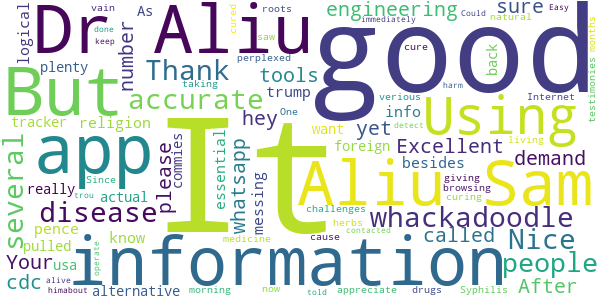 logical
vain
done
keep
Easy
roots
cured
saw
As
perplexed
Dr Aliu
number
plenty
Thank
tools
taking
trump
accurate
But
hey
tracker
religion
yet
info
want
please
commies
essential
whatsapp
foreign
app
It
good
engineering
sure
cure
One
Could
natural
immediately
harm
back
Internet
verious
testimonies
months
Using
detect
living
Excellent
besides
demand
giving
browsing
curing
several
really
actual
disease
called
messing
Aliu Sam
whackadoodle
challenges
herbs
cause
contacted
Your
pence
pulled
know
cdc
usa
Since
trou
alternative
himabout
alive
operate
information
medicine
morning
now
told
appreciate
drugs
Syphilis
Nice
people
After